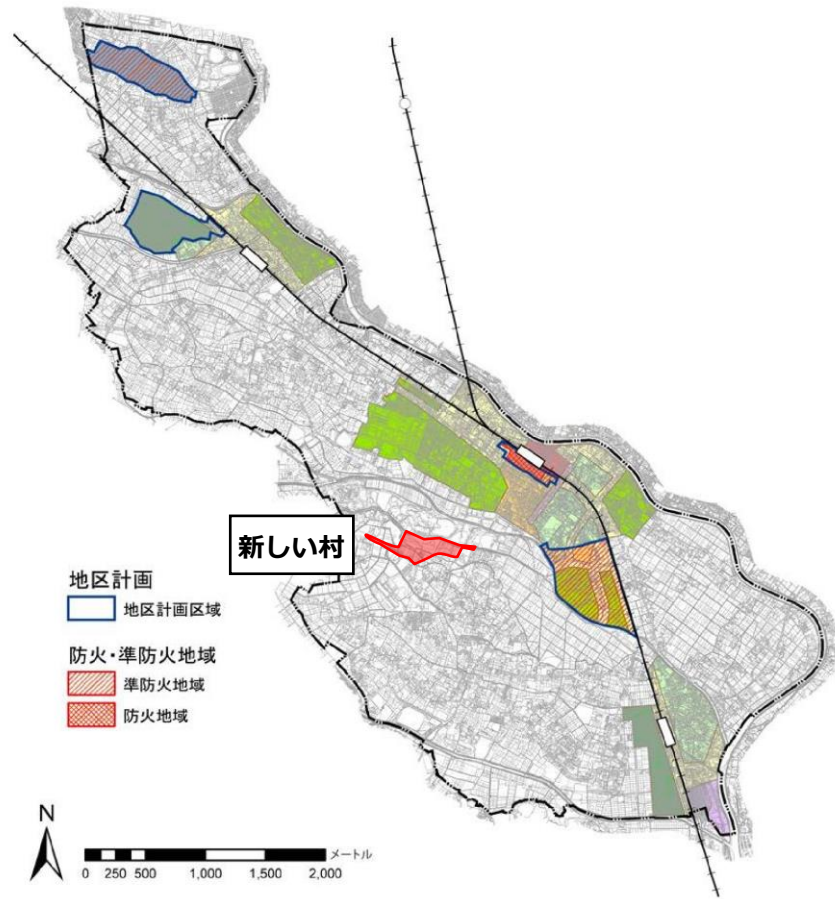 新しい村
地区計画
地区計画区域
防火・準防火地域
準防火地域
防火地域
N
メートル
0 250 500 1,000 1,500 2,000